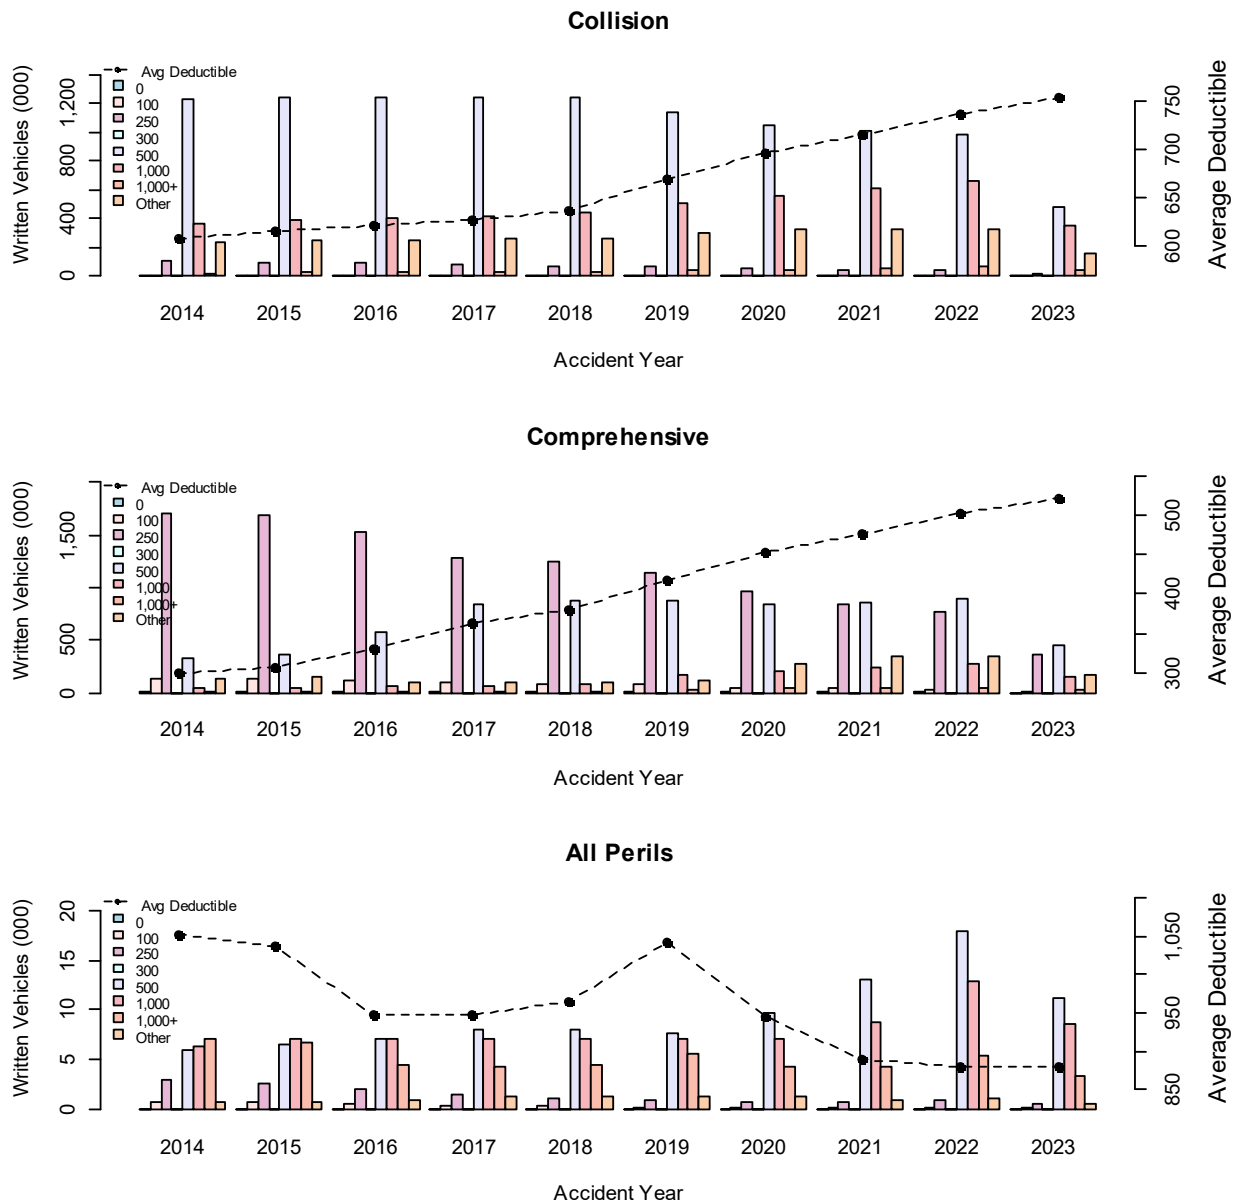 Collision
Written Vehicles (000)
1,200
800
400
0
Avg Deductible
0
100
250
300
500
1,000
1,000+
Other
750
700
650
600
Average Deductible
2014 2015 2016 2017 2018 2019 2020 2021 2022 2023
Accident Year
Comprehensive
Written Vehicles (000)
1,500
500
0
Avg Deductible
0
100
250
300
500
1,000
1,000+
Other
500
400
300
Average Deductible
2014 2015 2016 2017 2018 2019 2020 2021 2022 2023
Accident Year
All Perils
Written Vehicles (000)
20
15
10
5
0
Avg Deductible
0
100
250
300
500
1,000
1,000+
Other
1,050
950
850
Average Deductible
2014 2015 2016 2017 2018 2019 2020 2021 2022 2023
Accident Year